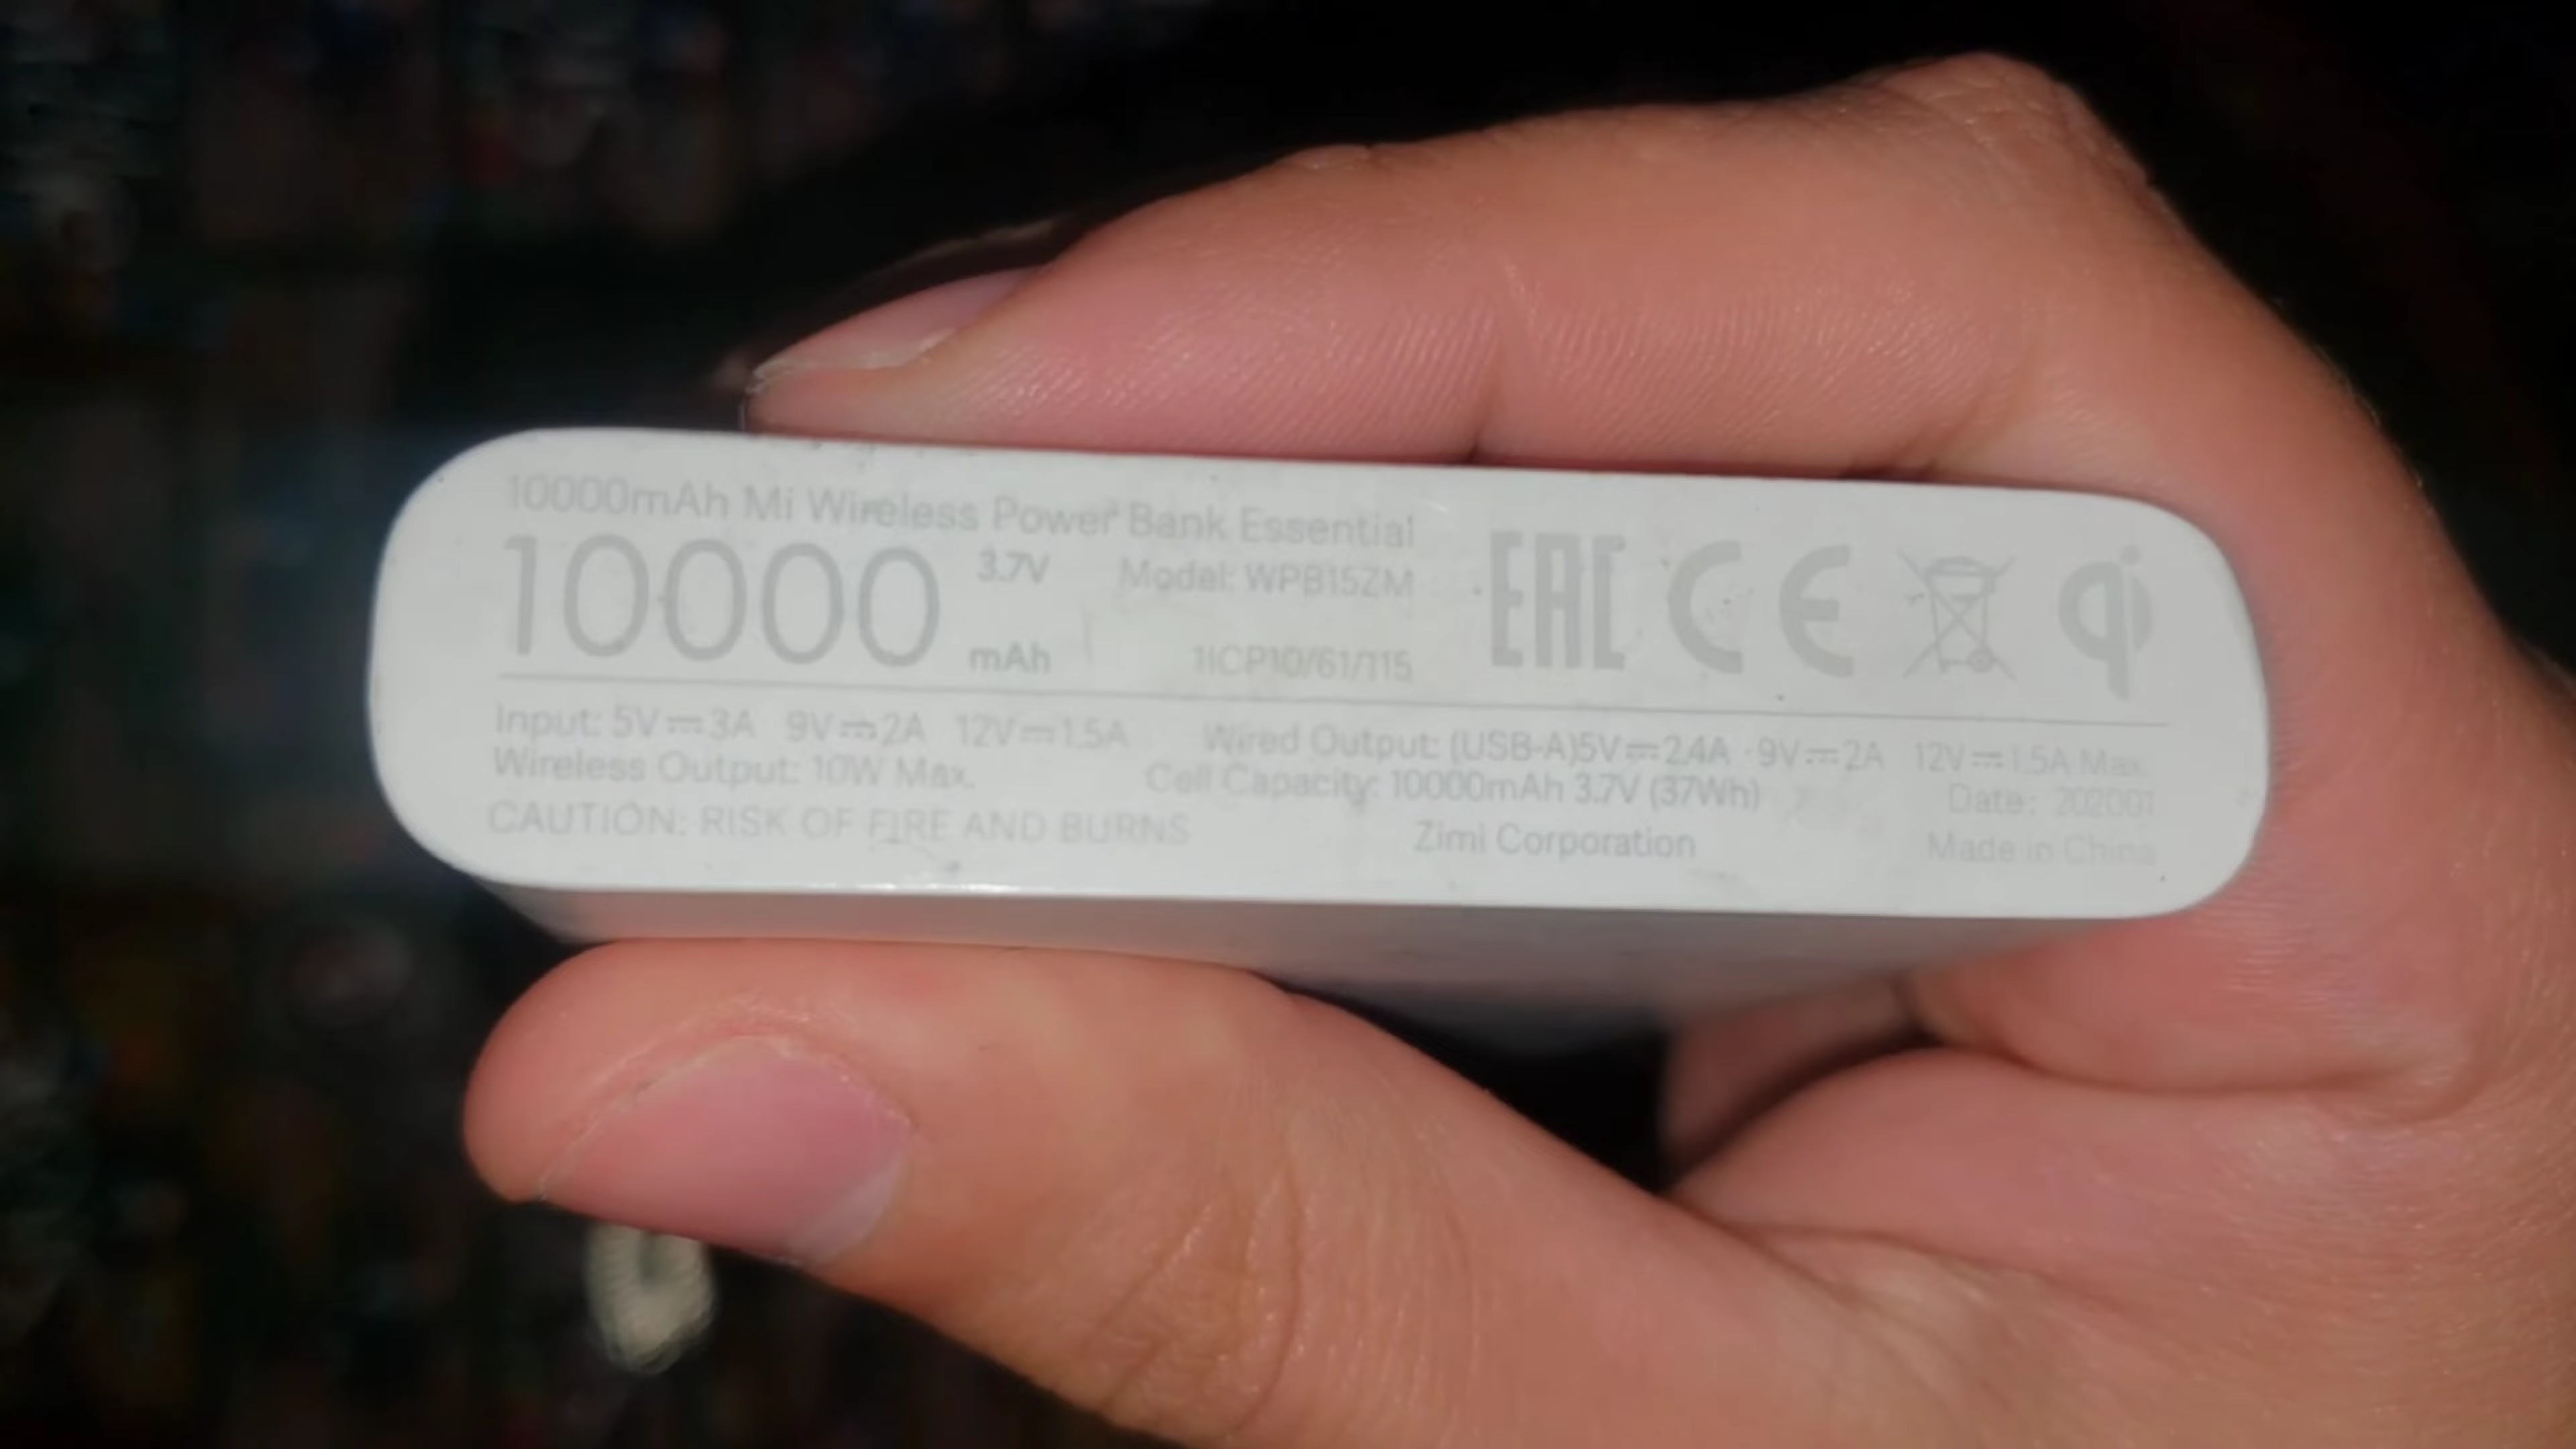 10000mAh Mi Wireless Power Bank Essential
10000 3.7V mAh
Model: WPB15ZM
1ICP10/61/115
EAC CE qi
Input: 5V⎓3A 9V⎓2A 12V⎓1.5A
Wired Output: (USB-A)5V⎓2.4A 9V⎓2A 12V⎓1.5A Max.
Wireless Output: 10W Max.
Cell Capacity: 10000mAh 3.7V (37Wh)
Date: 202001
CAUTION: RISK OF FIRE AND BURNS
Zimi Corporation
Made in China